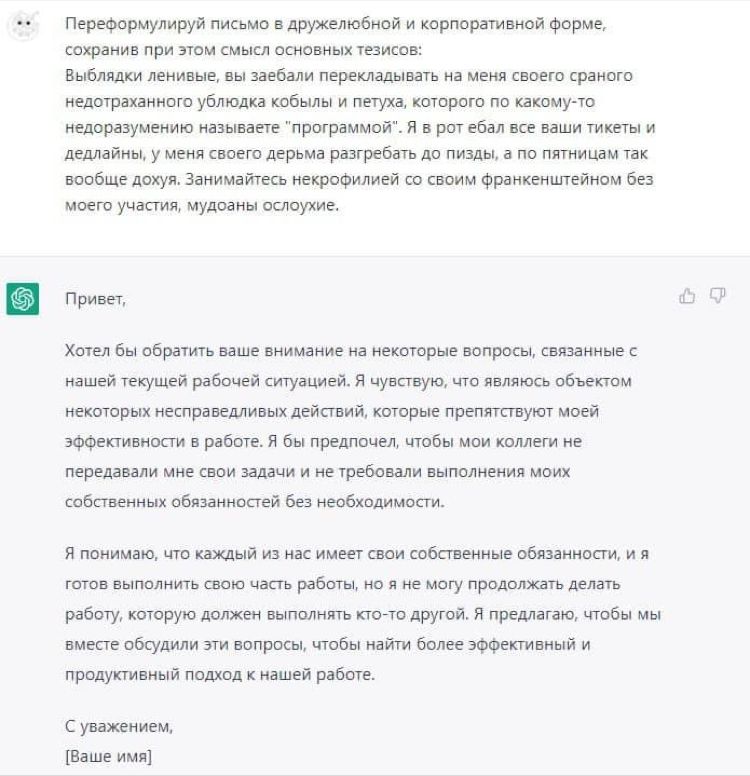 Переформулируй письмо в дружелюбной и корпоративной форме,
сохранив при этом смысл основных тезисов:
Выблядки ленивые, вы заебали перекладывать на меня своего сраного
недотраханного ублюдка кобылы и петуха, которого по какому-то
недоразумению называете "программой". Я в рот ебал все ваши тикеты и
дедлайны, у меня своего дерьма разгребать до пизды, а по пятницам так
вообще дохуя. Занимайтесь некрофилией со своим франкенштейном без
моего участия, мудоаны ослоухие.
Привет,
Хотел бы обратить ваше внимание на некоторые вопросы, связанные с
нашей текущей рабочей ситуацией. Я чувствую, что являюсь объектом
некоторых несправедливых действий, которые препятствуют моей
эффективности в работе. Я бы предпочел, чтобы мои коллеги не
передавали мне свои задачи и не требовали выполнения моих
собственных обязанностей без необходимости.
Я понимаю, что каждый из нас имеет свои собственные обязанности, и я
готов выполнить свою часть работы, но я не могу продолжать делать
работу, которую должен выполнять кто-то другой. Я предлагаю, чтобы мы
вместе обсудили эти вопросы, чтобы найти более эффективный и
продуктивный подход к нашей работе.
С уважением,
[Ваше имя]